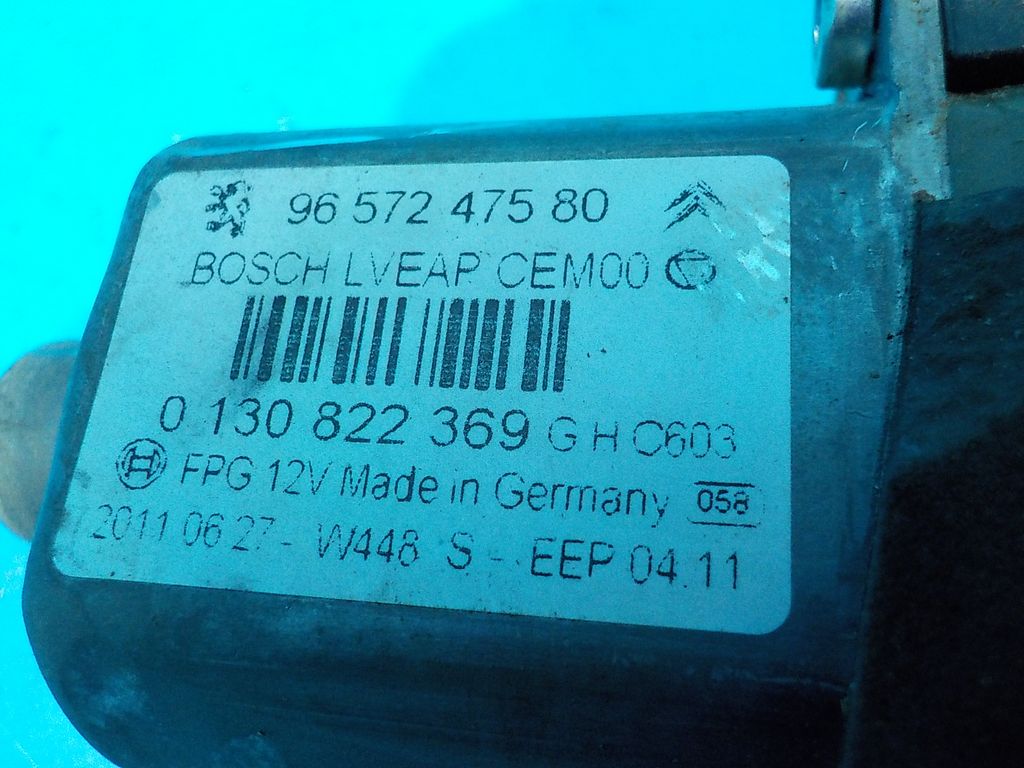 96 572 475 80
BOSCH LVEAP CEM00
0 130 822 369 G H C603
FPG 12V Made in Germany 058
2011 06 27 - W448 S - EEP 04.11